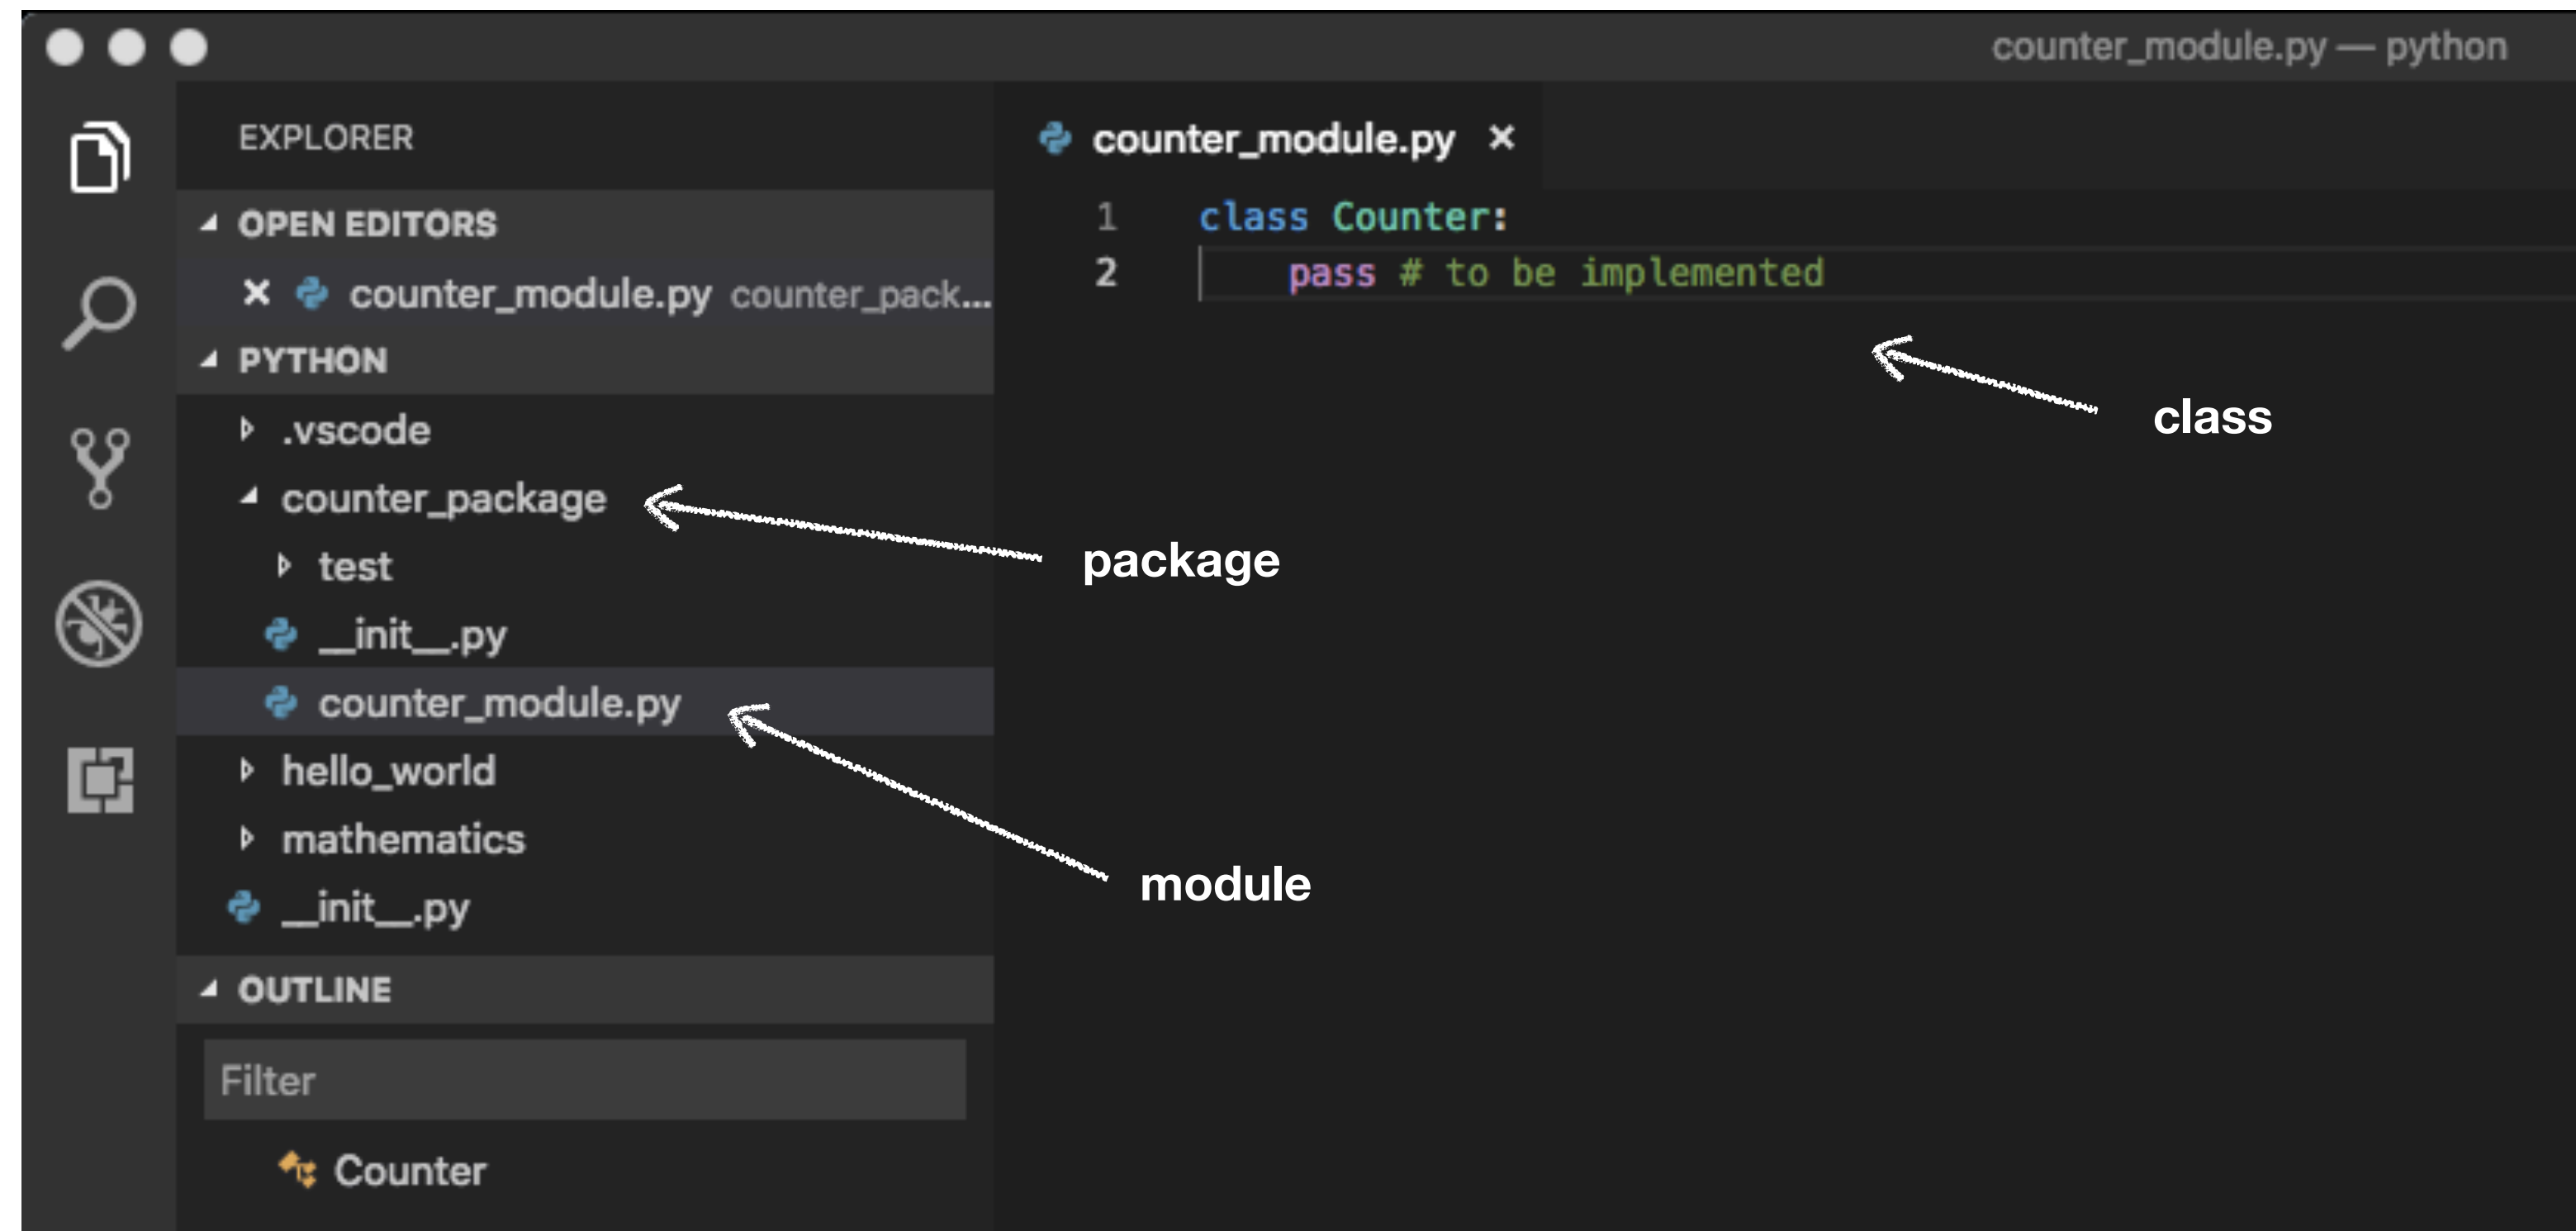 counter_module.py — python
EXPLORER
OPEN EDITORS
counter_module.py counter_pack...
PYTHON
.vscode
counter_package
test
__init__.py
counter_module.py
hello_world
mathematics
__init__.py
OUTLINE
Filter
Counter
counter_module.py
1 class Counter:
2 pass # to be implemented
class
package
module